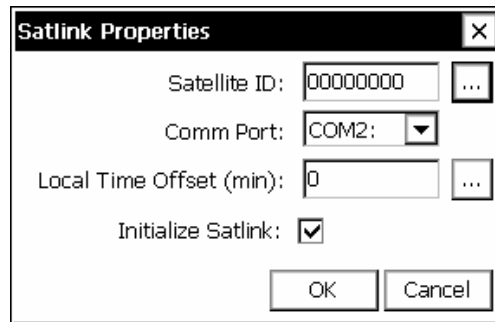 Satlink Properties
Satellite ID: 00000000 ...
Comm Port: COM2:
Local Time Offset (min): 0 ...
Initialize Satlink:
OK Cancel